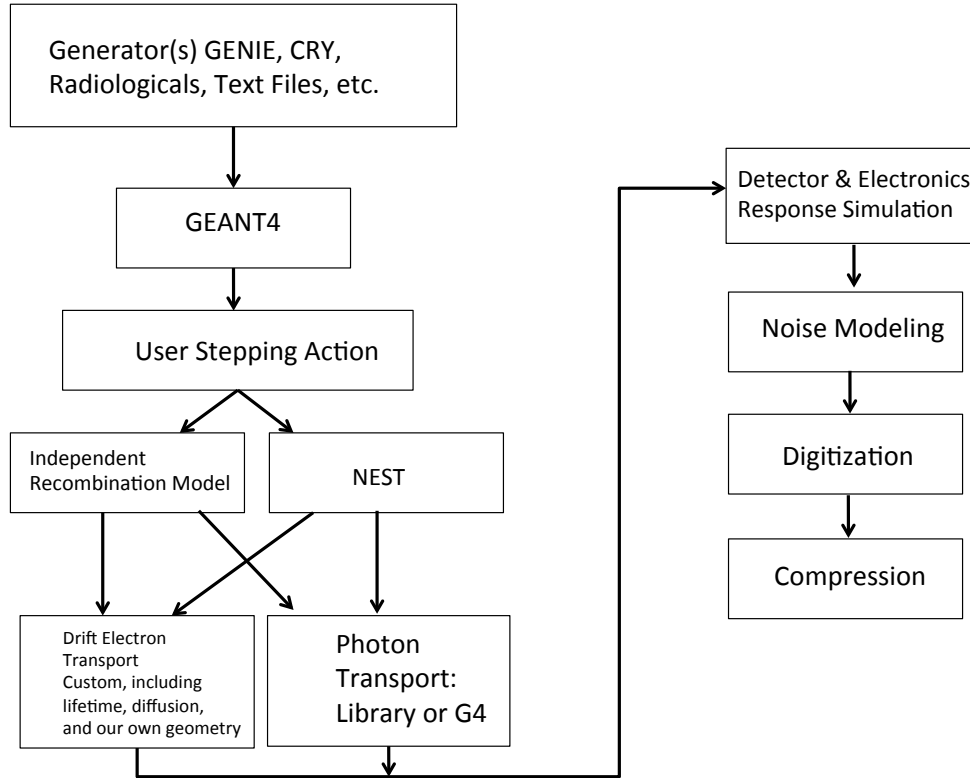 Generator(s) GENIE, CRY,
Radiologicals, Text Files, etc.
GEANT4
User Stepping Action
Independent
Recombination Model
NEST
Drift Electron
Transport
Custom, including
lifetime, diffusion,
and our own geometry
Photon
Transport:
Library or G4
Detector & Electronics
Response Simulation
Noise Modeling
Digitization
Compression